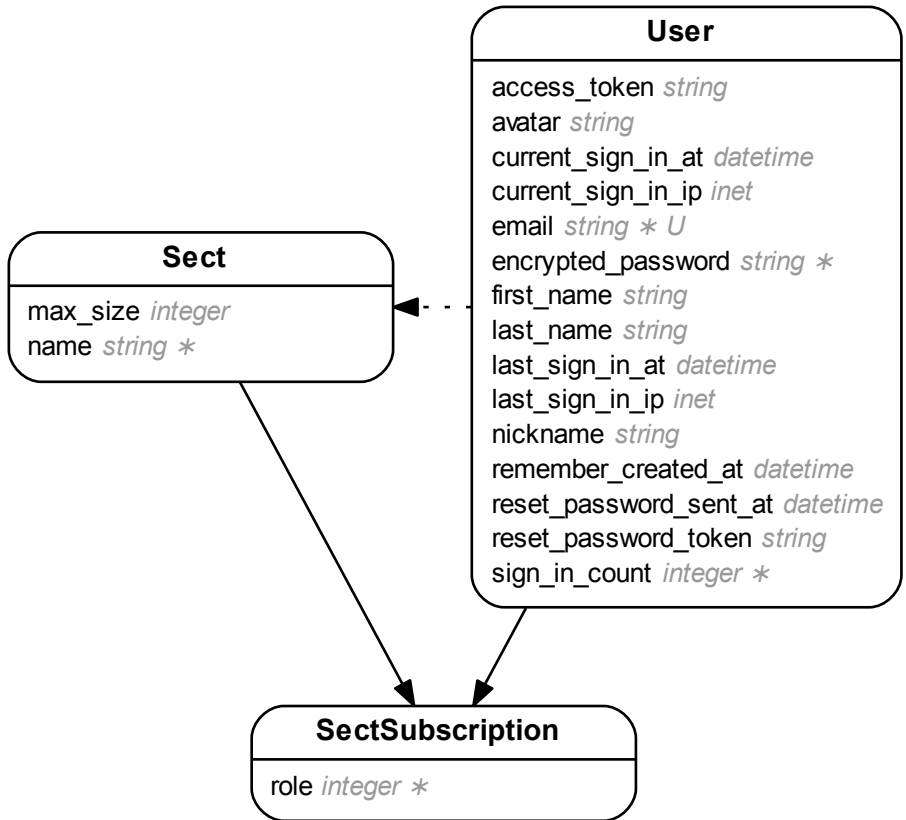 User
access_token string
avatar string
current_sign_in_at datetime
current_sign_in_ip inet
email string ∗ U
encrypted_password string ∗
first_name string
last_name string
last_sign_in_at datetime
last_sign_in_ip inet
nickname string
remember_created_at datetime
reset_password_sent_at datetime
reset_password_token string
sign_in_count integer ∗
Sect
max_size integer
name string ∗
SectSubscription
role integer ∗